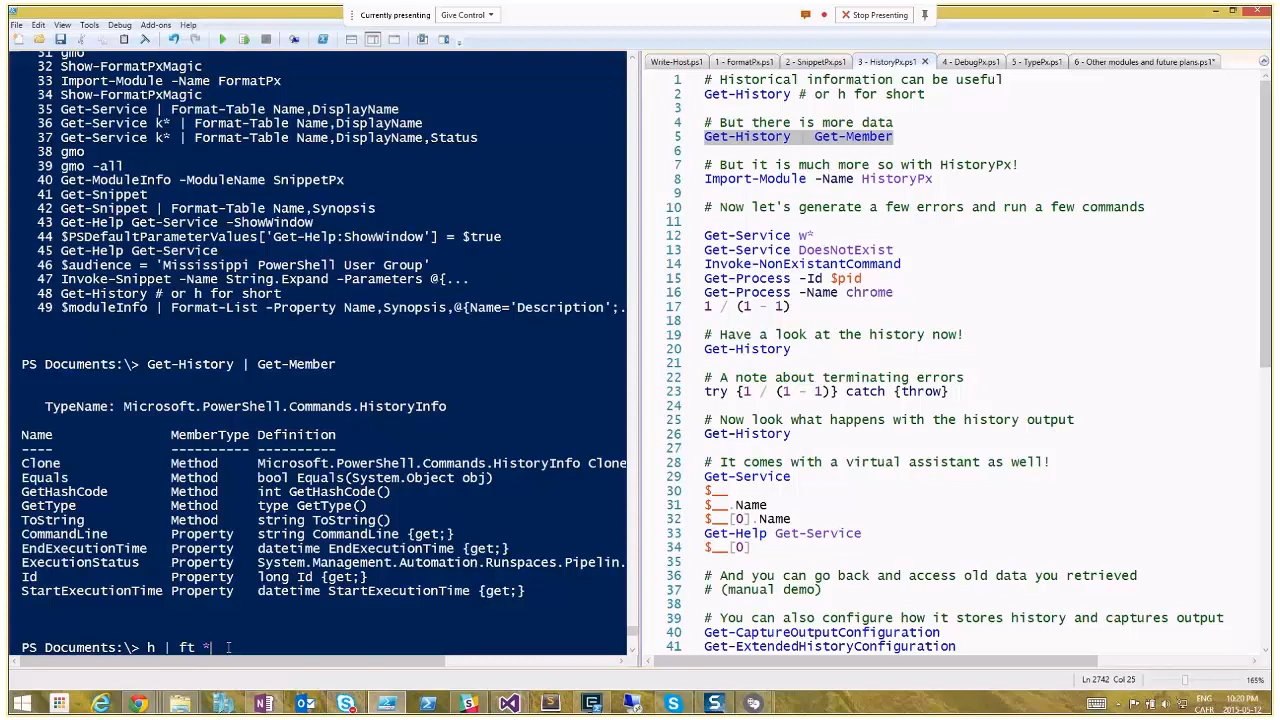 Currently presenting
Give Control
Stop Presenting
File Edit View Tools Debug Add-ons Help
31 gmo
32 Show-FormatPxMagic
33 Import-Module -Name FormatPx
34 Show-FormatPxMagic
35 Get-Service | Format-Table Name,DisplayName
36 Get-Service k* | Format-Table Name,DisplayName
37 Get-Service k* | Format-Table Name,DisplayName,Status
38 gmo
39 gmo -all
40 Get-ModuleInfo -ModuleName SnippetPx
41 Get-Snippet
42 Get-Snippet | Format-Table Name,Synopsis
43 Get-Help Get-Service -ShowWindow
44 $PSDefaultParameterValues['Get-Help:ShowWindow'] = $true
45 Get-Help Get-Service
46 $audience = 'Mississippi PowerShell User Group'
47 Invoke-Snippet -Name String.Expand -Parameters @{...
48 Get-History # or h for short
49 $moduleInfo | Format-List -Property Name,Synopsis,@{Name='Description';.
PS Documents:\> Get-History | Get-Member
TypeName: Microsoft.PowerShell.Commands.HistoryInfo
Name MemberType Definition
---- ---------- ----------
Clone Method Microsoft.PowerShell.Commands.HistoryInfo Clone
Equals Method bool Equals(System.Object obj)
GetHashCode Method int GetHashCode()
GetType Method type GetType()
ToString Method string ToString()
CommandLine Property string CommandLine {get;}
EndExecutionTime Property datetime EndExecutionTime {get;}
ExecutionStatus Property System.Management.Automation.Runspaces.Pipelin.
Id Property long Id {get;}
StartExecutionTime Property datetime StartExecutionTime {get;}
PS Documents:\> h | ft *
Write-Host.ps1 1 - FormatPx.ps1 2 - SnippetPx.ps1 3 - HistoryPx.ps1 X 4 - DebugPx.ps1 5 - TypePx.ps1 6 - Other modules and future plans.ps1*
1 # Historical information can be useful
2 Get-History # or h for short
3
4 # But there is more data
5 Get-History | Get-Member
6
7 # But it is much more so with HistoryPx!
8 Import-Module -Name HistoryPx
9
10 # Now let's generate a few errors and run a few commands
11
12 Get-Service w*
13 Get-Service DoesNotExist
14 Invoke-NonExistantCommand
15 Get-Process -Id $pid
16 Get-Process -Name chrome
17 1 / (1 - 1)
18
19 # Have a look at the history now!
20 Get-History
21
22 # A note about terminating errors
23 try {1 / (1 - 1)} catch {throw}
24
25 # Now look what happens with the history output
26 Get-History
27
28 # It comes with a virtual assistant as well!
29 Get-Service
30 $__
31 $__.Name
32 $__[0].Name
33 Get-Help Get-Service
34 $__[0]
35
36 # And you can go back and access old data you retrieved
37 # (manual demo)
38
39 # You can also configure how it stores history and captures output
40 Get-CaptureOutputConfiguration
41 Get-ExtendedHistoryConfiguration
Ln 2742 Col 25
165%
ENG
CAFR
10:20 PM
2015-05-12